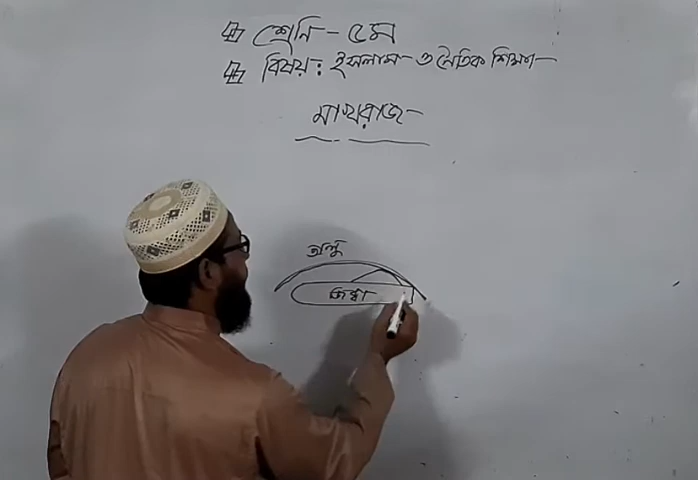 শ্রেনি - ৫ম
বিষয়: ইসলাম ও নৈতিক শিক্ষা
মাখরাজ
তালু
জিহ্বা